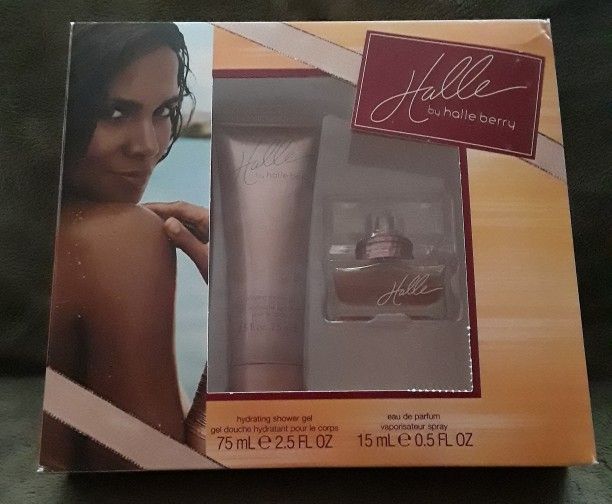 Halle
by halle berry
Halle
by halle ber
Halle
hydrating shower gel
gel douche hydratant pour le corps
75 mL e 2.5 FL OZ
eau de parfum
vaporisateur spray
15 mL e 0.5 FL OZ